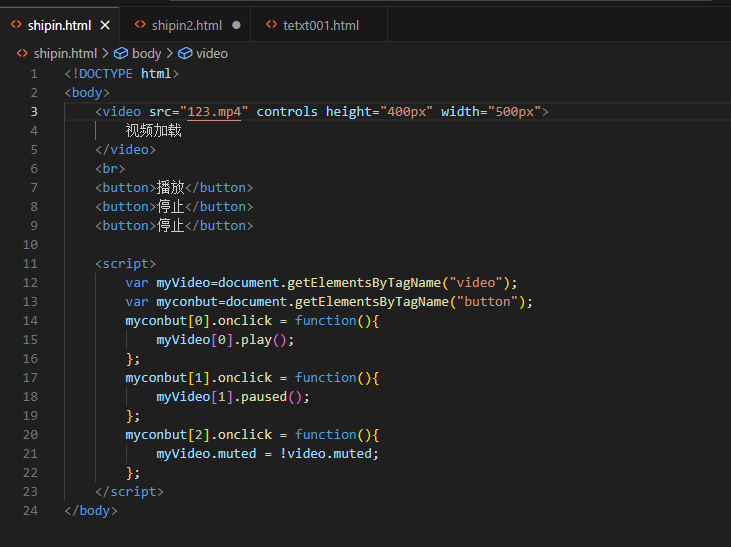 <> shipin.html × <> shipin2.html ● <> tetxt001.html
<> shipin.html > body > video
1 <!DOCTYPE html>
2 <body>
3 <video src="123.mp4" controls height="400px" width="500px">
4 视频加载
5 </video>
6 <br>
7 <button>播放</button>
8 <button>停止</button>
9 <button>停止</button>
10
11 <script>
12 var myVideo=document.getElementsByTagName("video");
13 var myconbut=document.getElementsByTagName("button");
14 myconbut[0].onclick = function(){
15 myVideo[0].play();
16 };
17 myconbut[1].onclick = function(){
18 myVideo[1].paused();
19 };
20 myconbut[2].onclick = function(){
21 myVideo.muted = !video.muted;
22 };
23 </script>
24 </body>